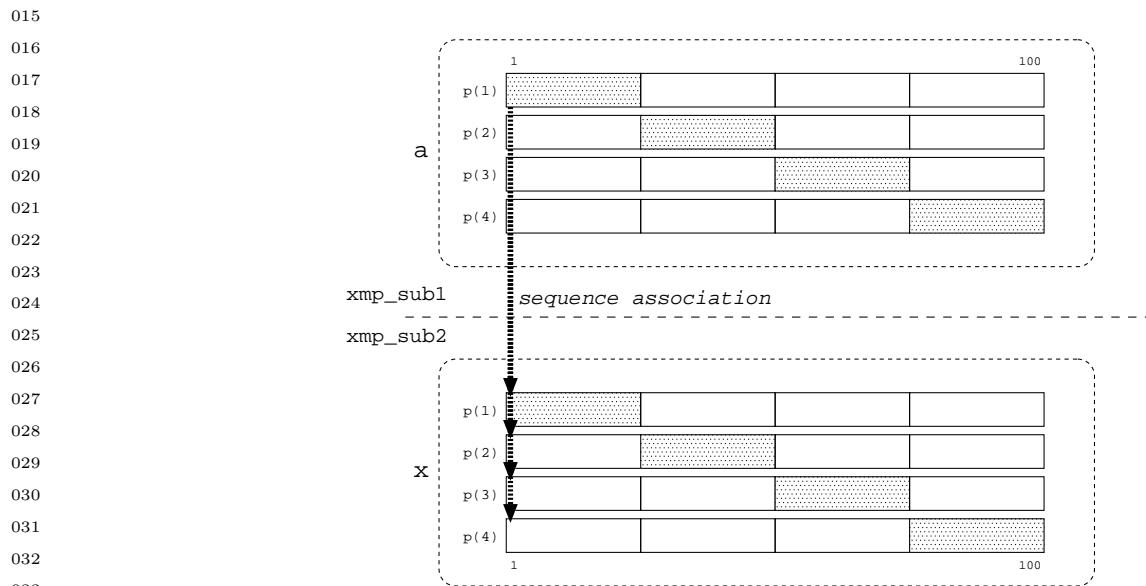 015
016
1 100
017
p(1)
018
p(2)
019
a
020
p(3)
021
p(4)
022
023
024
xmp_sub1 sequence association
025
xmp_sub2
026
027
p(1)
028
p(2)
029
x
030
p(3)
031
p(4)
032
1 100